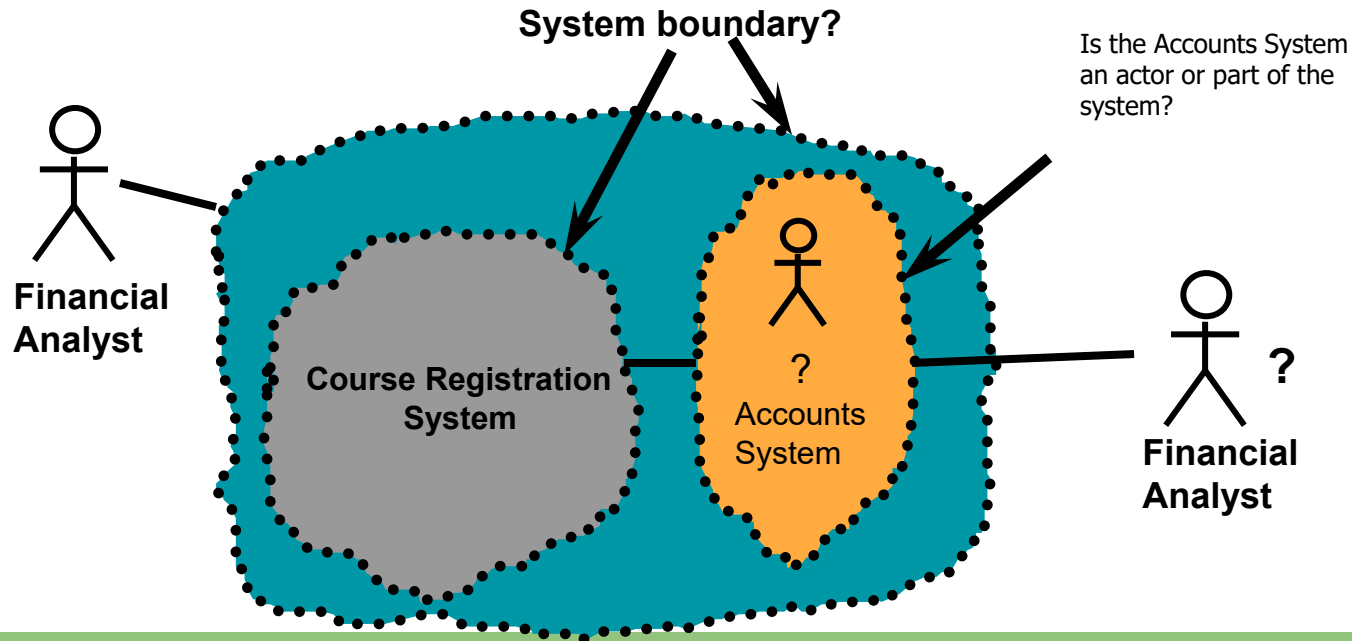 System boundary?
Is the Accounts System
an actor or part of the
system?
Financial
Analyst
Course Registration
System
?
Accounts
System
?
Financial
Analyst